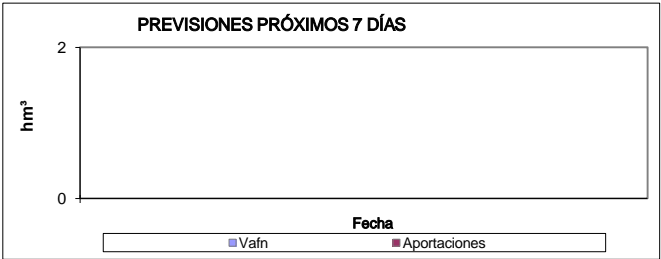 PREVISIONES PRÓXIMOS 7 DÍAS
2
hm³
0
Fecha
Vafn Aportaciones